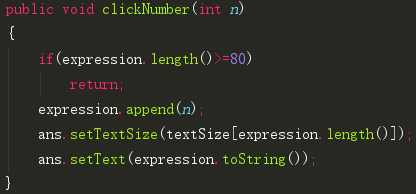 public void clickNumber(int n)
{
if(expression.length()>=80)
return;
expression.append(n);
ans.setTextSize(textSize[expression.length()]);
ans.setText(expression.toString());
}